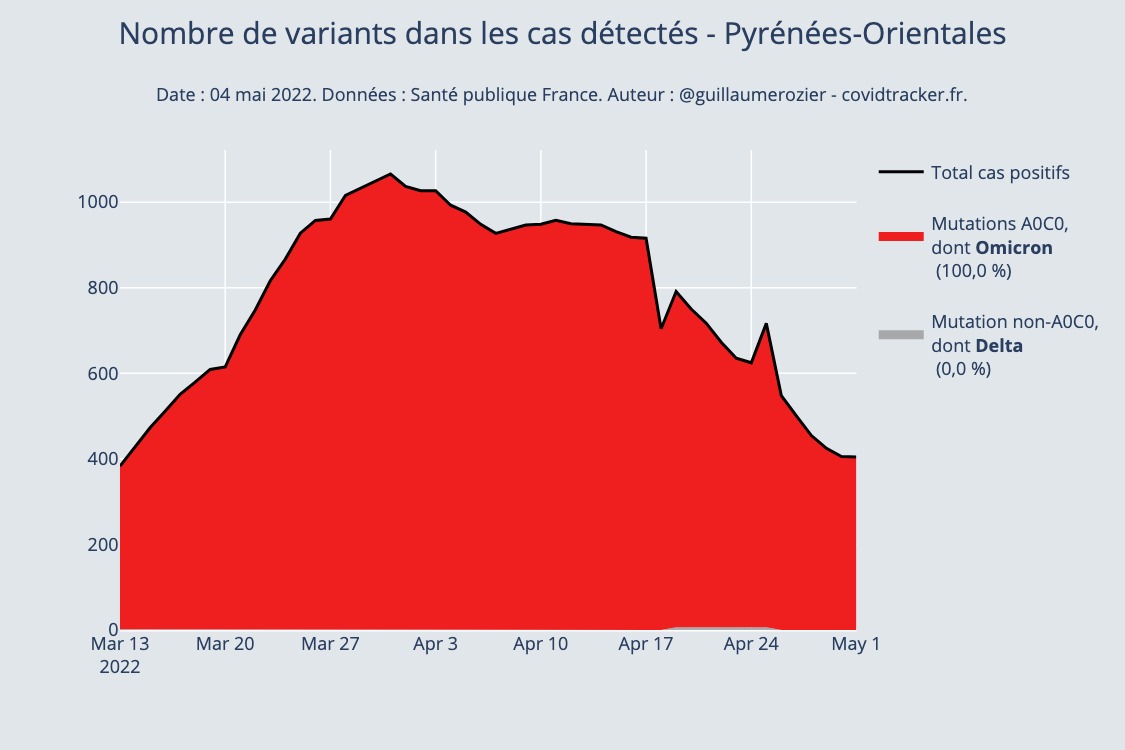 Nombre de variants dans les cas détectés - Pyrénées-Orientales
Date : 04 mai 2022. Données : Santé publique France. Auteur : @guillaumerozier - covidtracker.fr.
Total cas positifs
Mutations A0C0,
dont Omicron
(100,0 %)
Mutation non-A0C0,
dont Delta
(0,0 %)
1000
800
600
400
200
0
Mar 13
2022
Mar 20
Mar 27
Apr 3
Apr 10
Apr 17
Apr 24
May 1